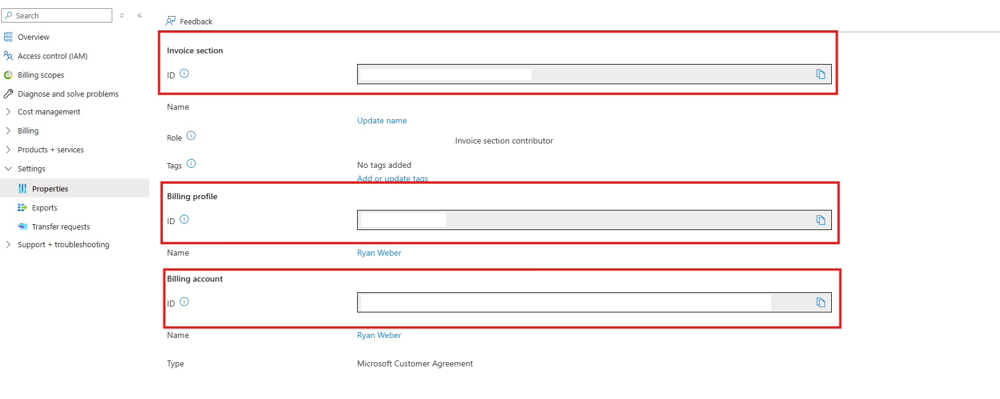 Search
Overview
Access control (IAM)
Billing scopes
Diagnose and solve problems
Cost management
Billing
Products + services
Settings
Properties
Exports
Transfer requests
Support + troubleshooting
Feedback
Invoice section
ID
Name
Update name
Role
.Invoice section contributor
Tags
No tags added
Add or update tags
Billing profile
ID
Name
Ryan Weber
Billing account
ID
Name
Ryan Weber
Type
Microsoft Customer Agreement